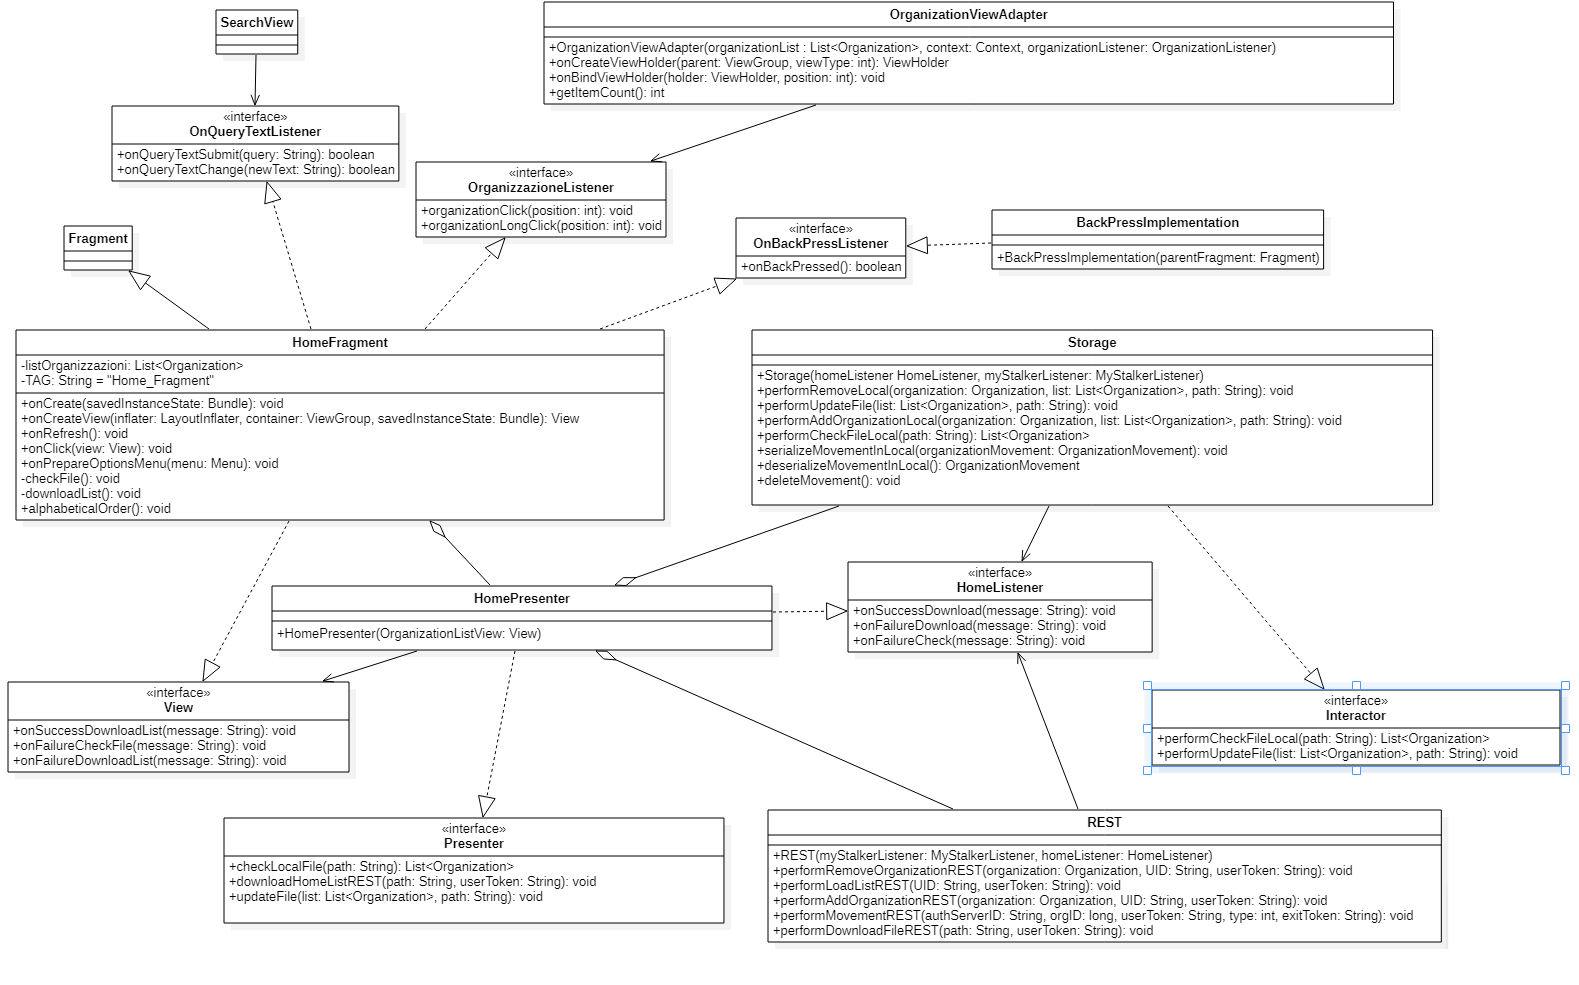 SearchView
OrganizationViewAdapter
+OrganizationViewAdapter(organizationList : List<Organization>, context: Context, organizationListener: OrganizationListener)
+onCreateViewHolder(parent: ViewGroup, viewType: int): ViewHolder
+onBindViewHolder(holder: ViewHolder, position: int): void
+getItemCount(): int
«interface»
OnQueryTextListener
+onQueryTextSubmit(query: String): boolean
+onQueryTextChange(newText: String): boolean
«interface»
OrganizzazioneListener
+organizationClick(position: int): void
+organizationLongClick(position: int): void
Fragment
«interface»
OnBackPressListener
+onBackPressed(): boolean
BackPressImplementation
+BackPressImplementation(parentFragment: Fragment)
HomeFragment
-listOrganizzazioni: List<Organization>
-TAG: String = "Home_Fragment"
+onCreate(savedInstanceState: Bundle): void
+onCreateView(inflater: LayoutInflater, container: ViewGroup, savedInstanceState: Bundle): View
+onRefresh(): void
+onClick(view: View): void
+onPrepareOptionsMenu(menu: Menu): void
-checkFile(): void
-downloadList(): void
+alphabeticalOrder(): void
Storage
+Storage(homeListener HomeListener, myStalkerListener: MyStalkerListener)
+performRemoveLocal(organization: Organization, list: List<Organization>, path: String): void
+performUpdateFile(list: List<Organization>, path: String): void
+performAddOrganizationLocal(organization: Organization, list: List<Organization>, path: String): void
+performCheckFileLocal(path: String): List<Organization>
+serializeMovementInLocal(organizationMovement: OrganizationMovement): void
+deserializeMovementInLocal(): OrganizationMovement
+deleteMovement(): void
HomePresenter
+HomePresenter(OrganizationListView: View)
«interface»
HomeListener
+onSuccessDownload(message: String): void
+onFailureDownload(message: String): void
+onFailureCheck(message: String): void
«interface»
View
+onSuccessDownloadList(message: String): void
+onFailureCheckFile(message: String): void
+onFailureDownloadList(message: String): void
«interface»
Interactor
+performCheckFileLocal(path: String): List<Organization>
+performUpdateFile(list: List<Organization>, path: String): void
«interface»
Presenter
+checkLocalFile(path: String): List<Organization>
+downloadHomeListREST(path: String, userToken: String): void
+updateFile(list: List<Organization>, path: String): void
REST
+REST(myStalkerListener: MyStalkerListener, homeListener: HomeListener)
+performRemoveOrganizationREST(organization: Organization, UID: String, userToken: String): void
+performLoadListREST(UID: String, userToken: String): void
+performAddOrganizationREST(organization: Organization, UID: String, userToken: String): void
+performMovementREST(authServerID: String, orgID: long, userToken: String, type: int, exitToken: String): void
+performDownloadFileREST(path: String, userToken: String): void